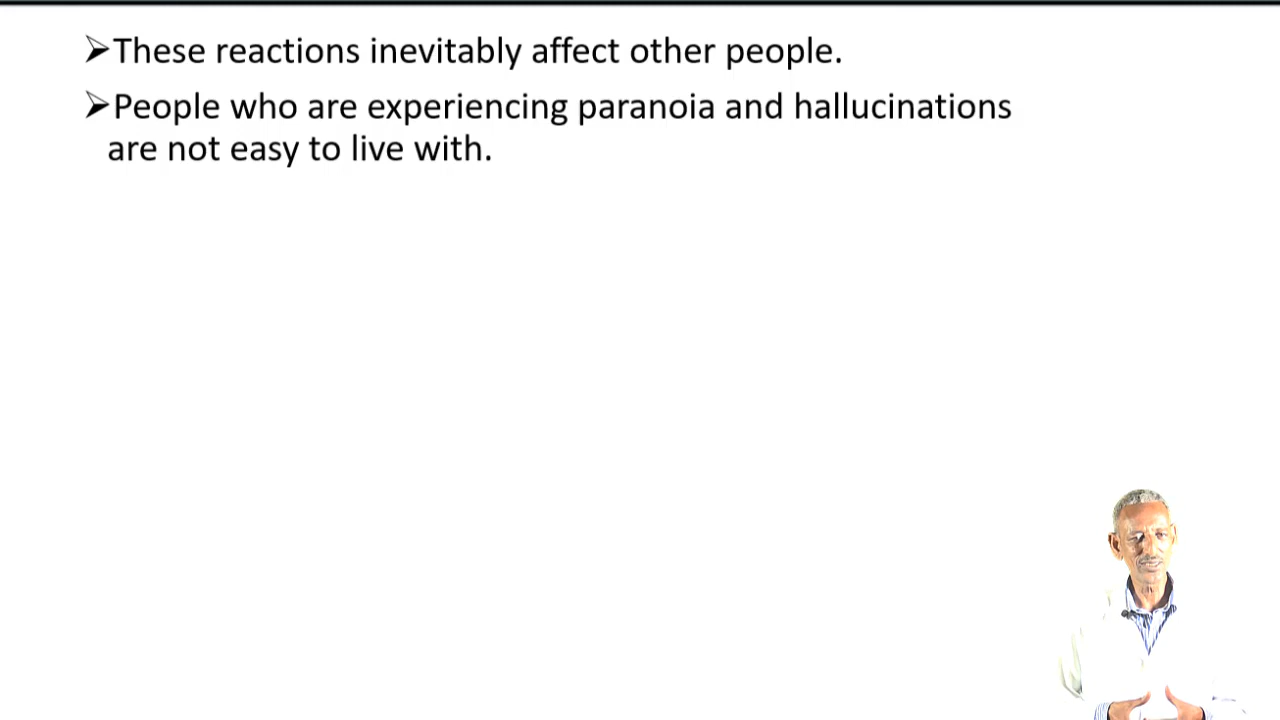 ➢These reactions inevitably affect other people.
➢People who are experiencing paranoia and hallucinations
are not easy to live with.